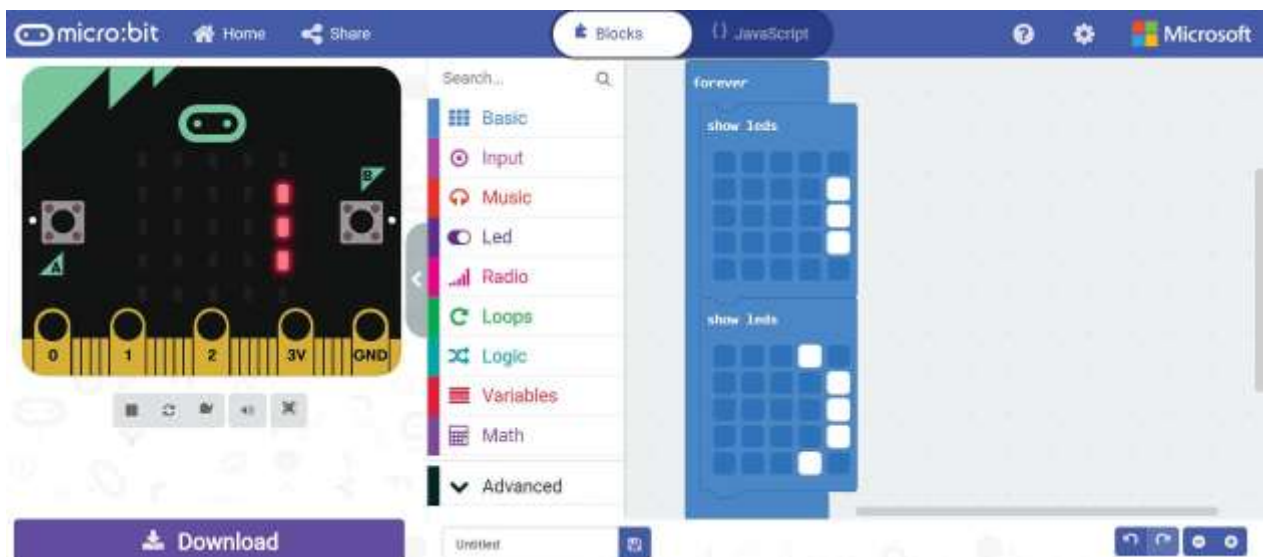 micro:bit Home Share Blocks {} JavaScript ? Microsoft
B
A
0 1 2 3V GND
Download
Search...
Basic
Input
Music
Led
Radio
Loops
Logic
Variables
Math
Advanced
Untitled
forever
show leds
show leds